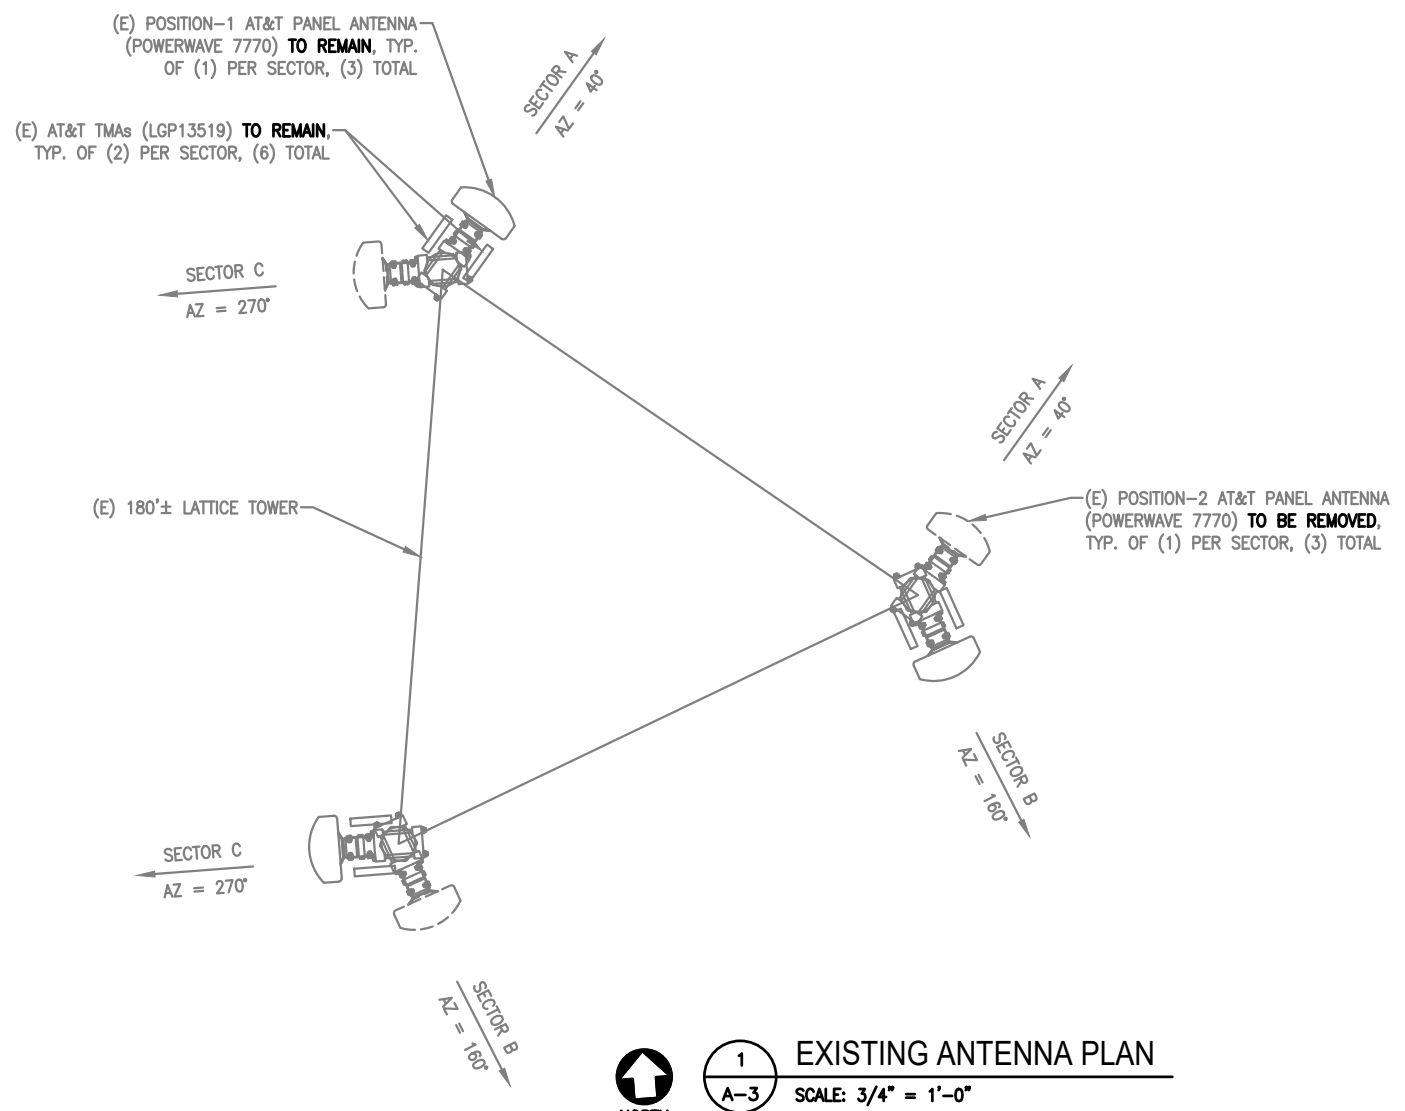 (E) POSITION-1 AT&T PANEL ANTENNA
(POWERWAVE 7770) TO REMAIN, TYP.
OF (1) PER SECTOR, (3) TOTAL
SECTOR A
AZ = 40°
(E) AT&T TMAs (LGP13519) TO REMAIN,
TYP. OF (2) PER SECTOR, (6) TOTAL
SECTOR C
AZ = 270°
SECTOR A
AZ = 40°
(E) 180'± LATTICE TOWER
(E) POSITION-2 AT&T PANEL ANTENNA
(POWERWAVE 7770) TO BE REMOVED,
TYP. OF (1) PER SECTOR, (3) TOTAL
SECTOR B
AZ = 160°
SECTOR C
AZ = 270°
SECTOR B
AZ = 160°
NORTH
1
A-3
EXISTING ANTENNA PLAN
SCALE: 3/4" = 1'-0"